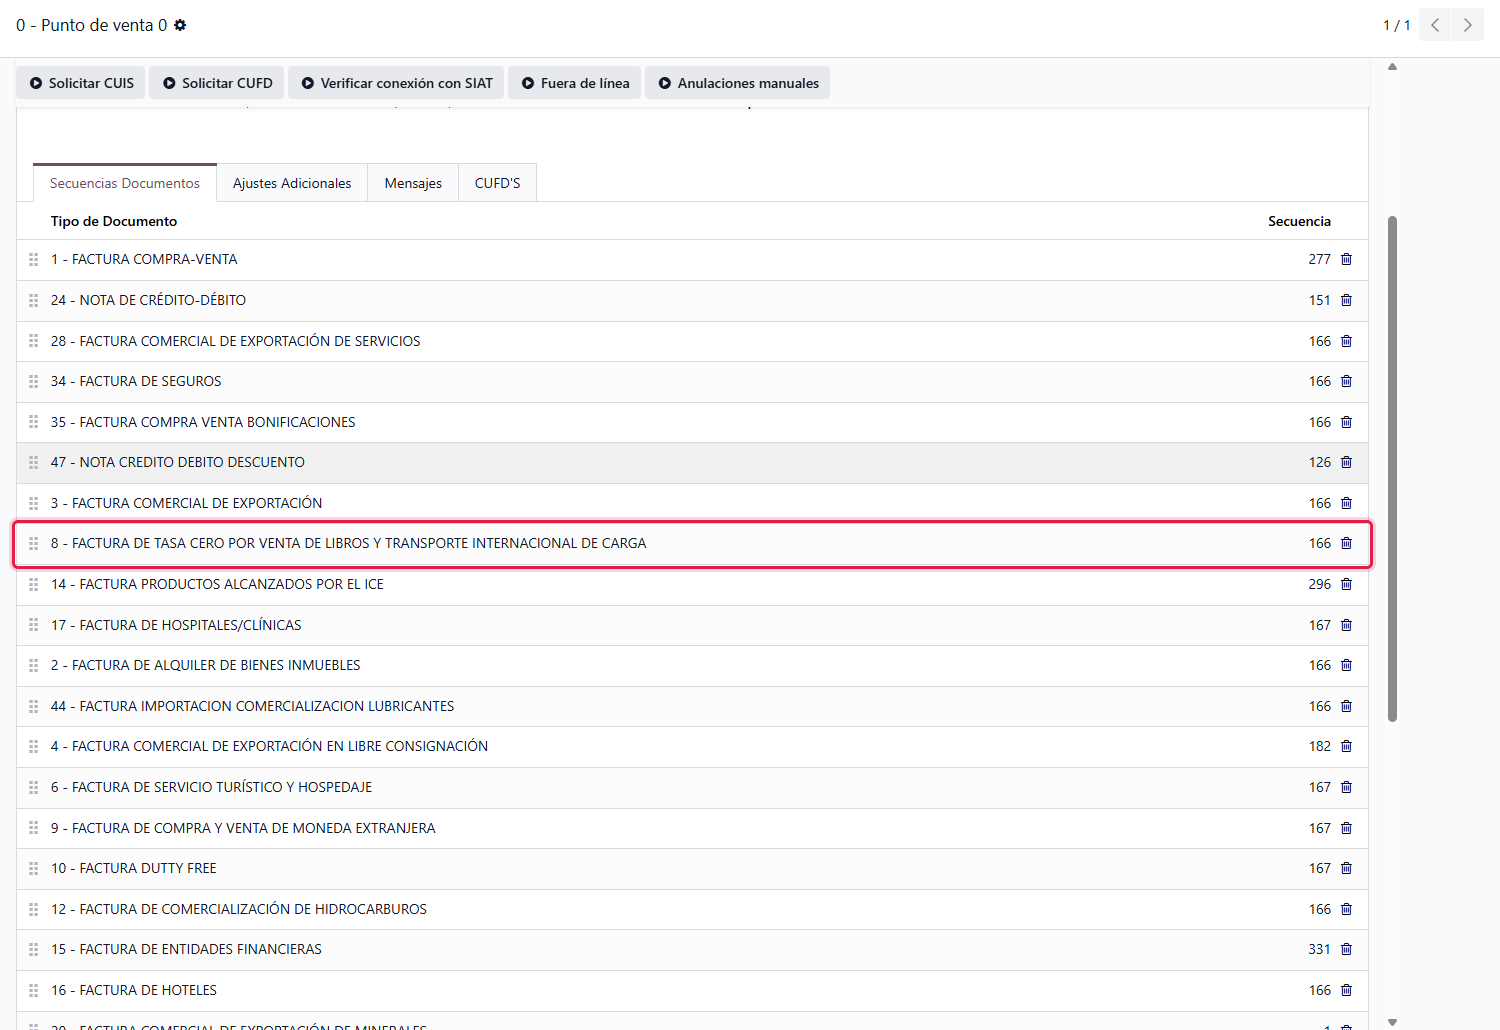 0 - Punto de venta 0
1 / 1
Solicitar CUIS
Solicitar CUFD
Verificar conexión con SIAT
Fuera de línea
Anulaciones manuales
Secuencias Documentos
Ajustes Adicionales
Mensajes
CUFD'S
Tipo de Documento Secuencia
1 - FACTURA COMPRA-VENTA 277
24 - NOTA DE CRÉDITO-DÉBITO 151
28 - FACTURA COMERCIAL DE EXPORTACIÓN DE SERVICIOS 166
34 - FACTURA DE SEGUROS 166
35 - FACTURA COMPRA VENTA BONIFICACIONES 166
47 - NOTA CREDITO DEBITO DESCUENTO 126
3 - FACTURA COMERCIAL DE EXPORTACIÓN 166
8 - FACTURA DE TASA CERO POR VENTA DE LIBROS Y TRANSPORTE INTERNACIONAL DE CARGA 166
14 - FACTURA PRODUCTOS ALCANZADOS POR EL ICE 296
17 - FACTURA DE HOSPITALES/CLÍNICAS 167
2 - FACTURA DE ALQUILER DE BIENES INMUEBLES 166
44 - FACTURA IMPORTACION COMERCIALIZACION LUBRICANTES 166
4 - FACTURA COMERCIAL DE EXPORTACIÓN EN LIBRE CONSIGNACIÓN 182
6 - FACTURA DE SERVICIO TURÍSTICO Y HOSPEDAJE 167
9 - FACTURA DE COMPRA Y VENTA DE MONEDA EXTRANJERA 167
10 - FACTURA DUTTY FREE 167
12 - FACTURA DE COMERCIALIZACIÓN DE HIDROCARBUROS 166
15 - FACTURA DE ENTIDADES FINANCIERAS 331
16 - FACTURA DE HOTELES 166
20 - FACTURA COMERCIAL DE EXPORTACIÓN DE MINERALES 1